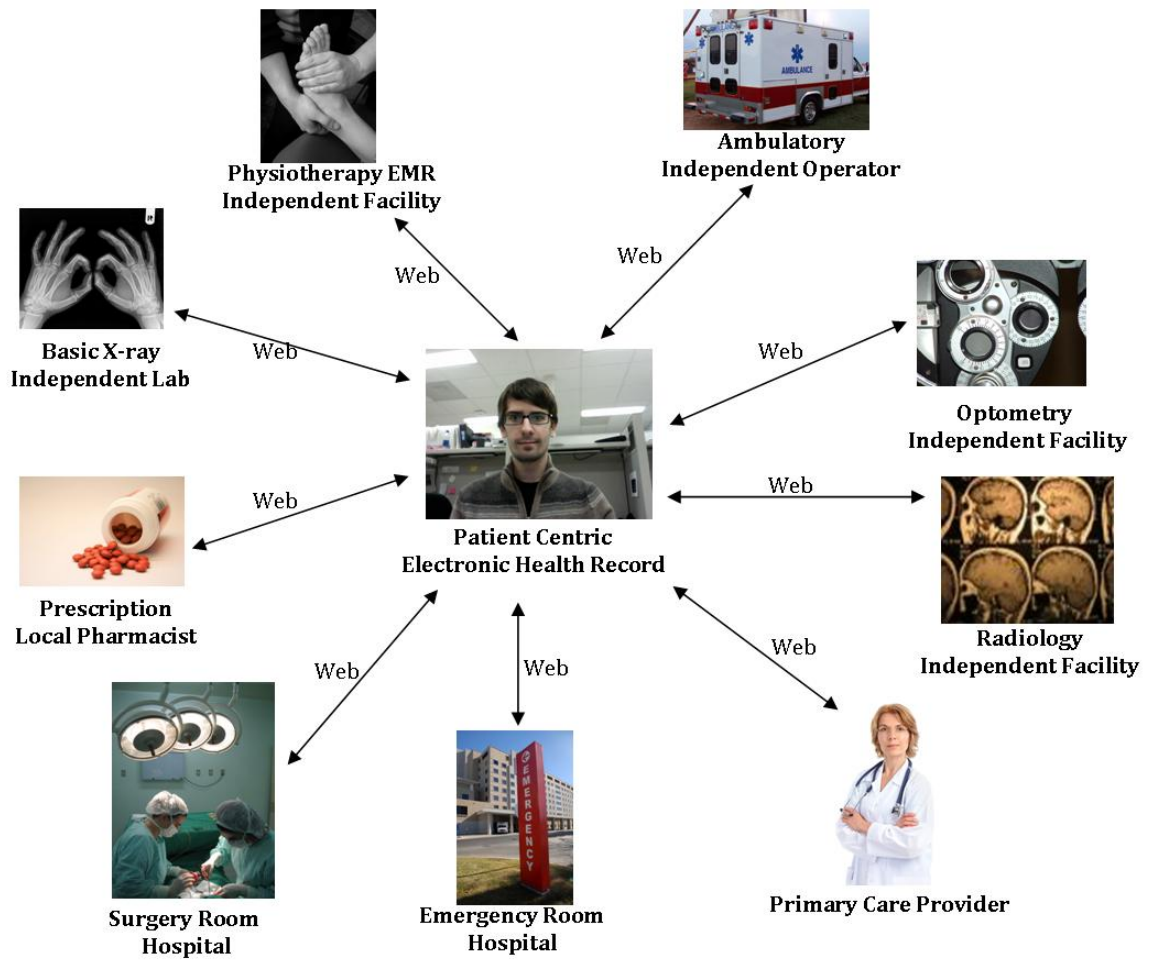 AMBULANCE
Ambulatory
Independent Operator
Physiotherapy EMR
Independent Facility
Web
Web
Basic X-ray
Independent Lab
Web
Web
Optometry
Independent Facility
Web
Web
Patient Centric
Electronic Health Record
Prescription
Local Pharmacist
Radiology
Independent Facility
Web
Web
Web
EMERGENCY
Surgery Room
Hospital
Emergency Room
Hospital
Primary Care Provider